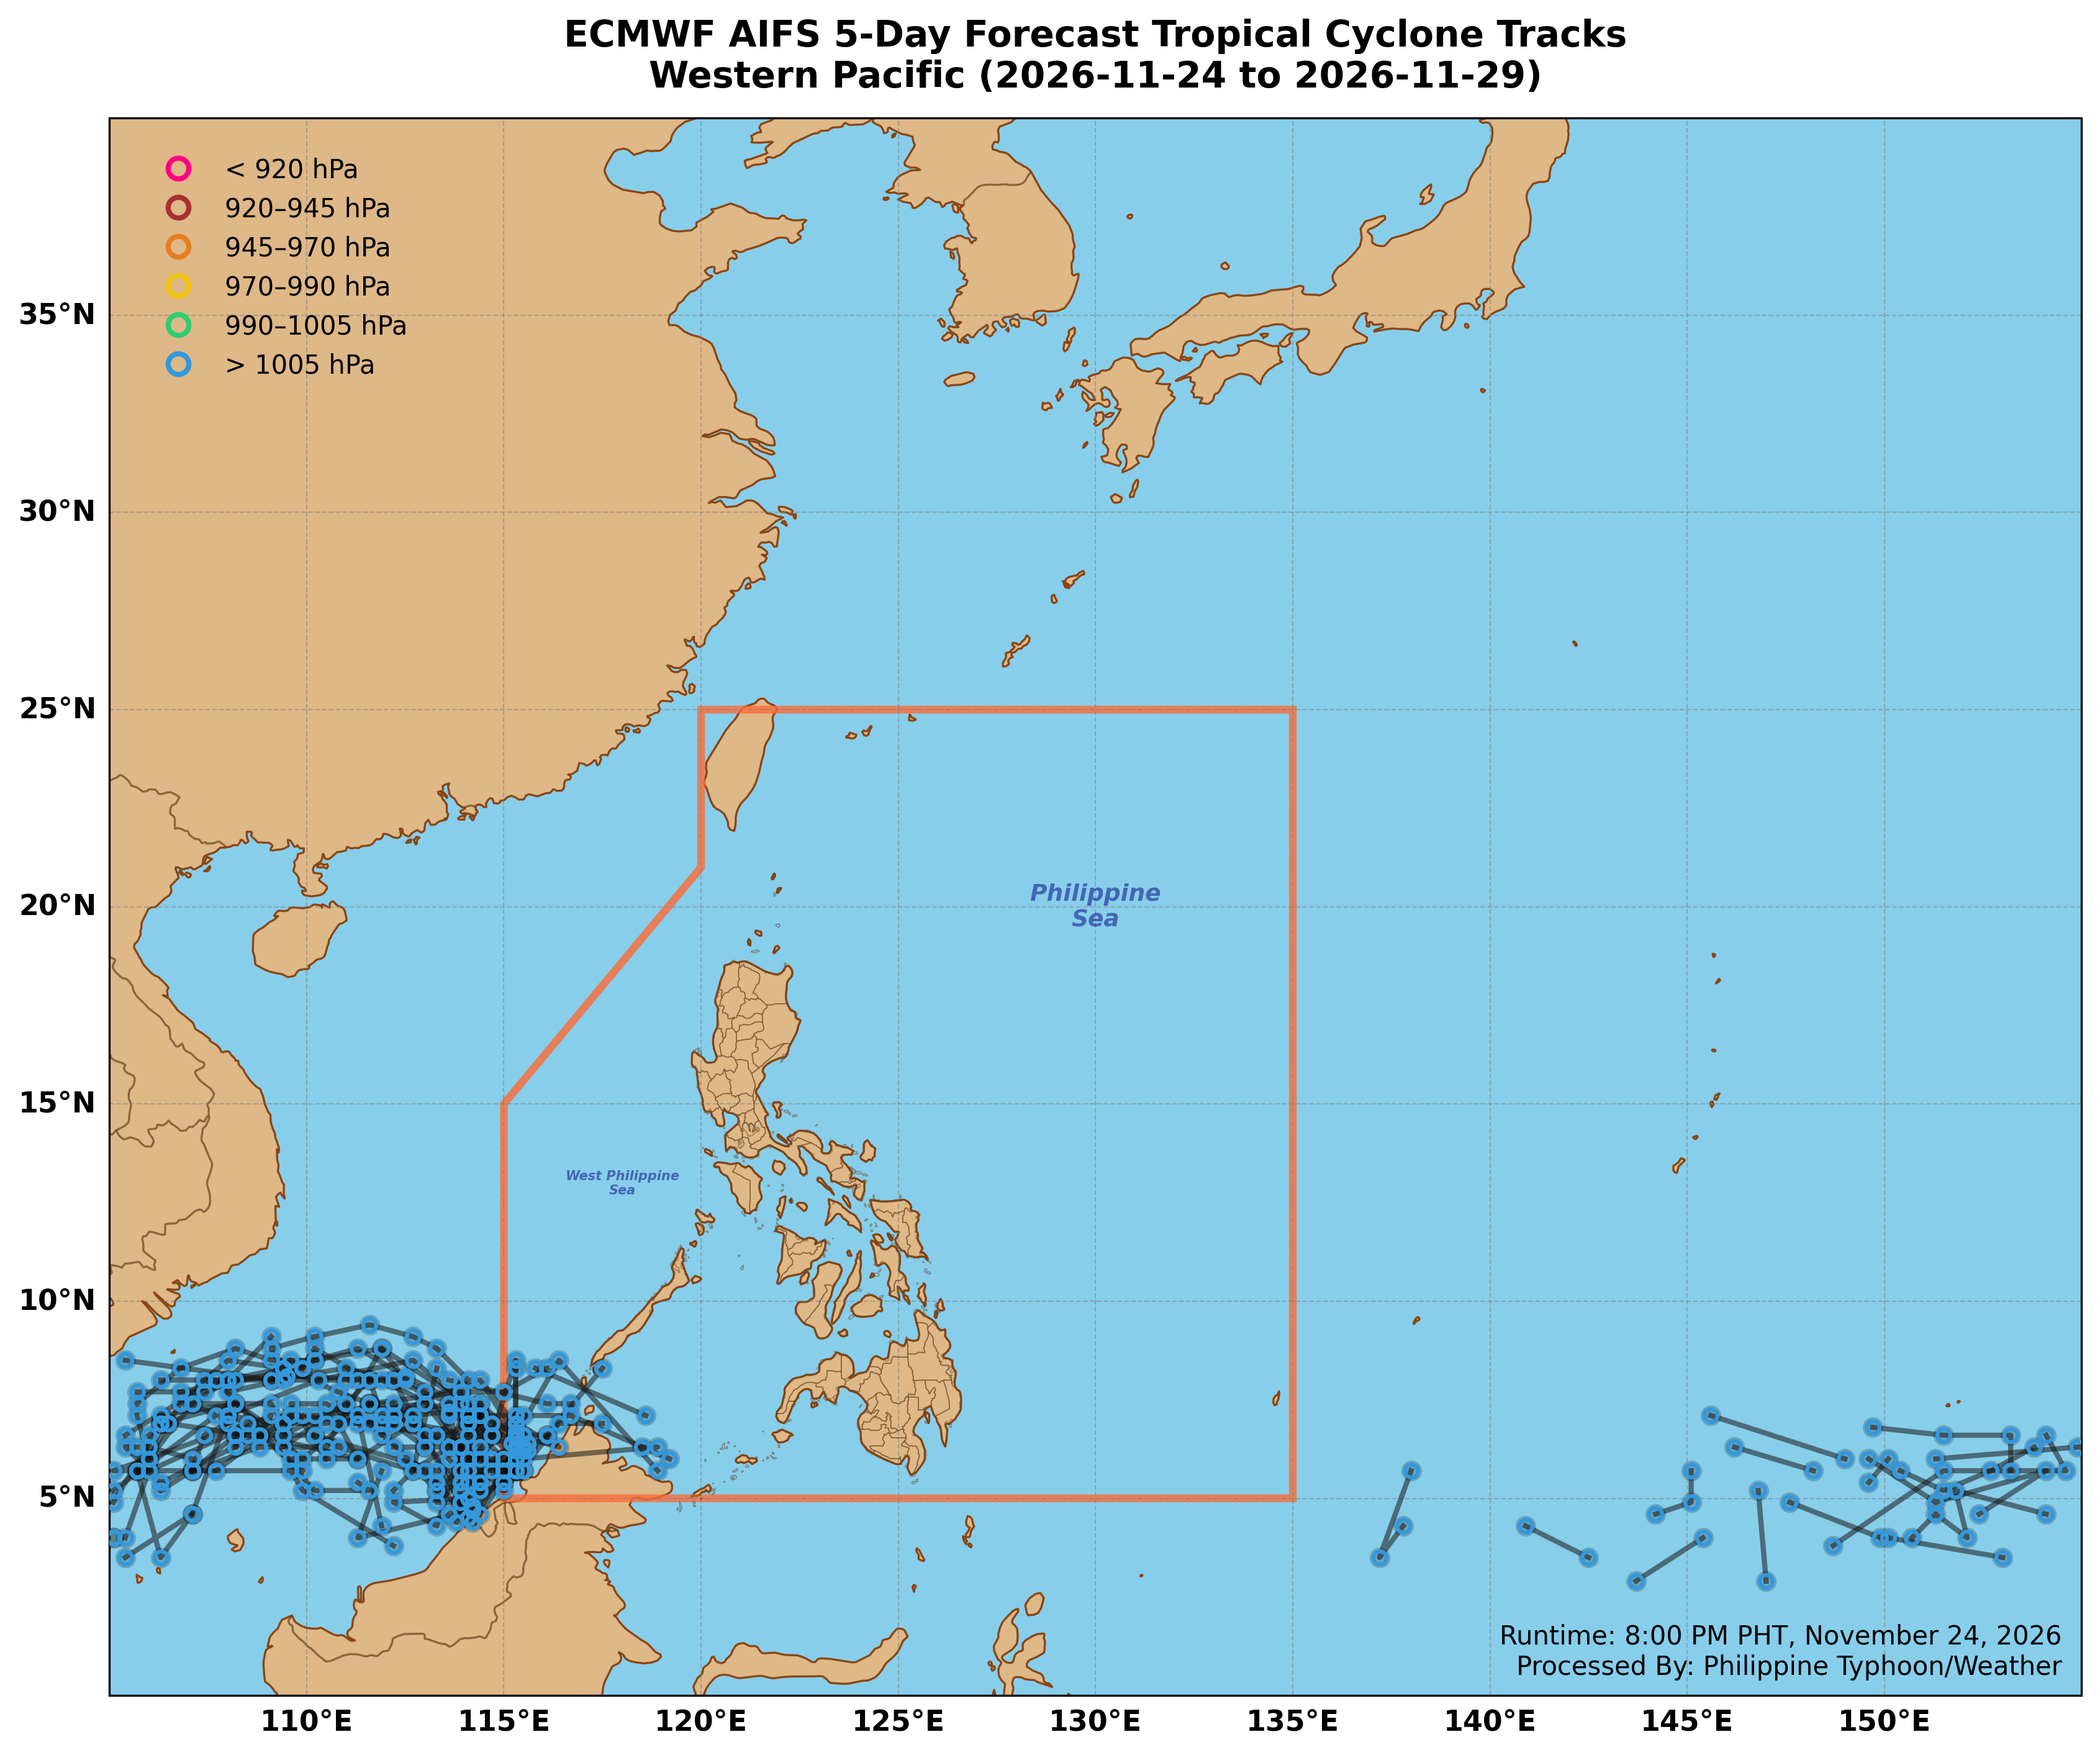 ECMWF AIFS 5-Day Forecast Tropical Cyclone Tracks
Western Pacific (2026-11-24 to 2026-11-29)
< 920 hPa
920–945 hPa
945–970 hPa
970–990 hPa
990–1005 hPa
> 1005 hPa
35°N
30°N
25°N
20°N
15°N
10°N
5°N
Philippine
Sea
West Philippine
Sea
Runtime: 8:00 PM PHT, November 24, 2026
Processed By: Philippine Typhoon/Weather
110°E
115°E
120°E
125°E
130°E
135°E
140°E
145°E
150°E